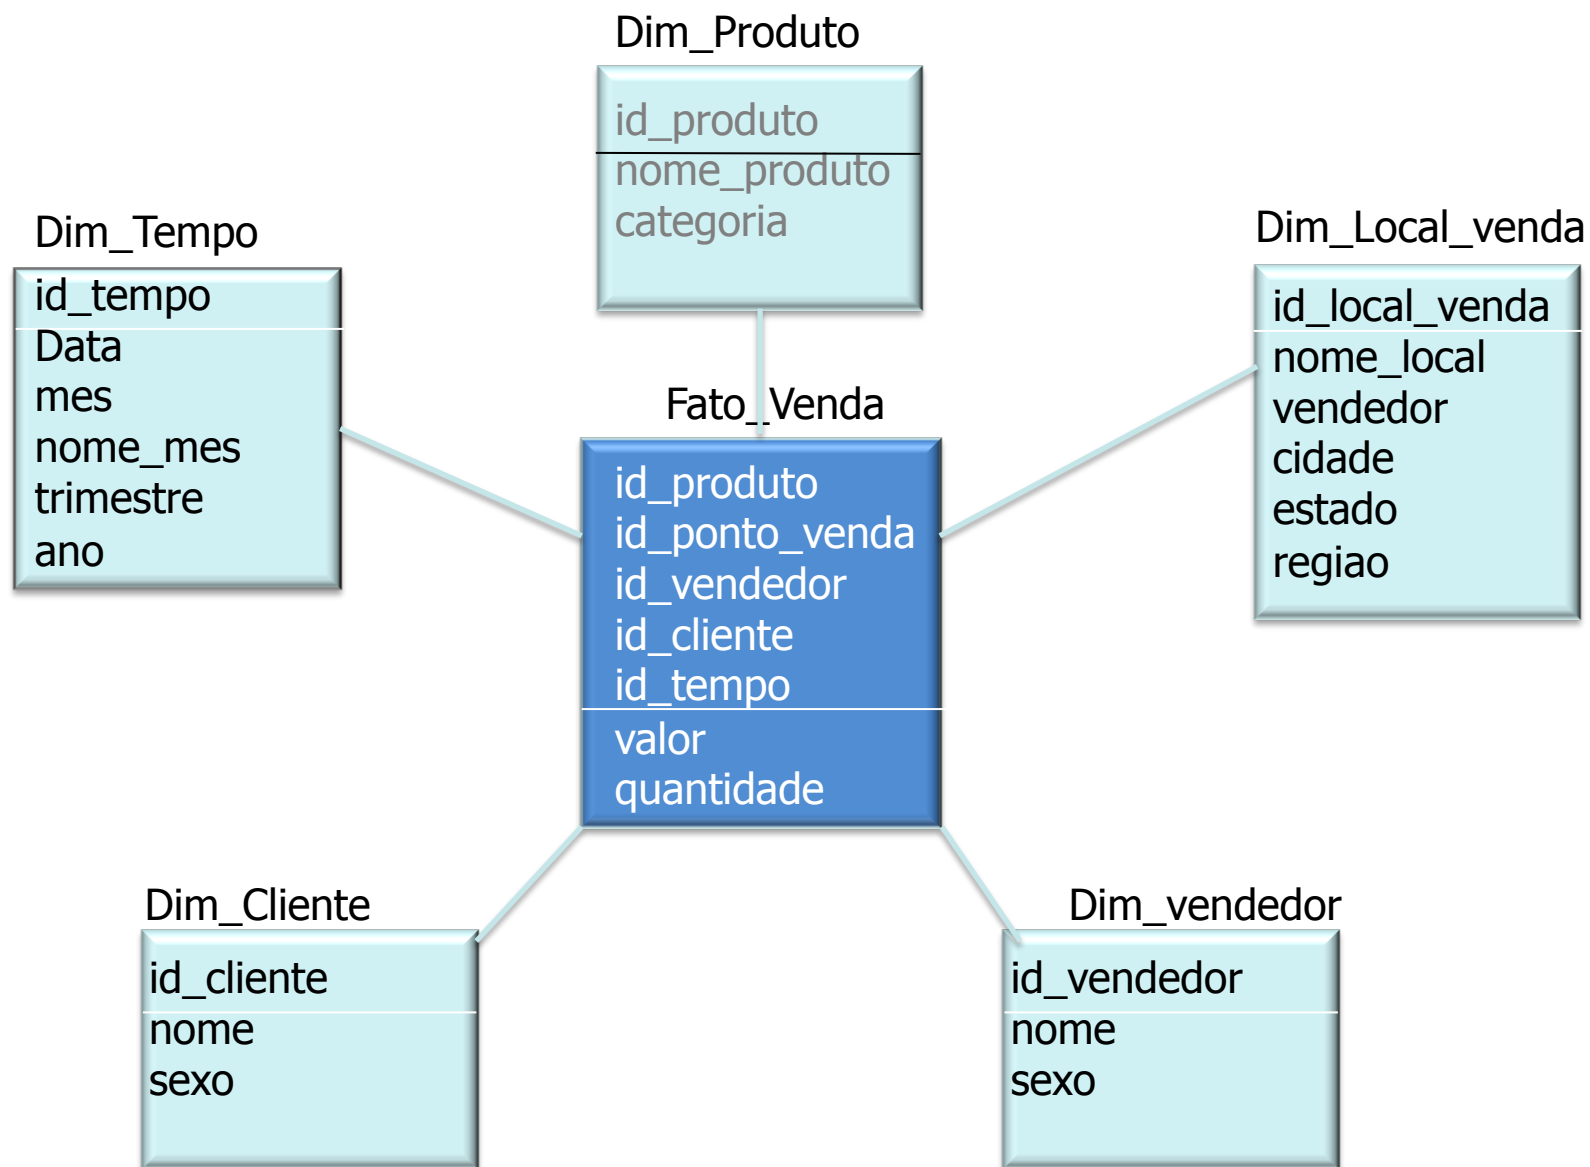 Dim_Produto
id_produto
nome_produto
categoria
Dim_Tempo
id_tempo
Data
mes
nome_mes
trimestre
ano
Dim_Local_venda
id_local_venda
nome_local
vendedor
cidade
estado
regiao
Fato_Venda
id_produto
id_ponto_venda
id_vendedor
id_cliente
id_tempo
valor
quantidade
Dim_Cliente
id_cliente
nome
sexo
Dim_vendedor
id_vendedor
nome
sexo